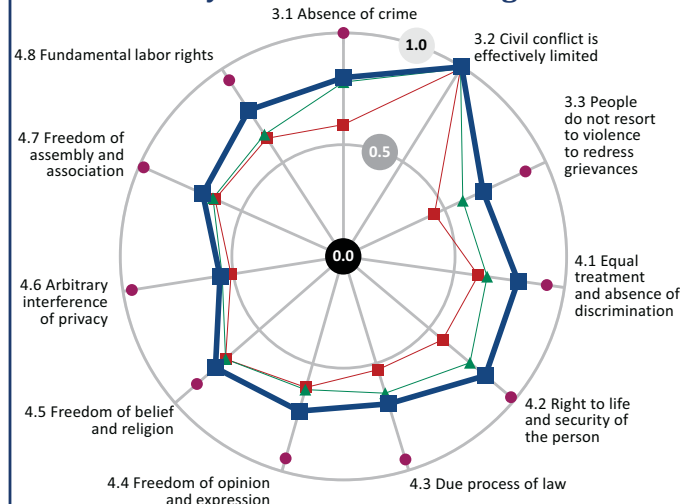 3.1 Absence of crime
1.0
3.2 Civil conflict is
effectively limited
4.8 Fundamental labor rights
3.3 People
do not resort
to violence
to redress
grievances
0.5
4.7 Freedom of
assembly and
association
0.0
4.1 Equal
treatment
and absence of
discrimination
4.6 Arbitrary
interference
of privacy
4.2 Right to life
and security of
the person
4.5 Freedom of belief
and religion
4.4 Freedom of opinion
and expression
4.3 Due process of law